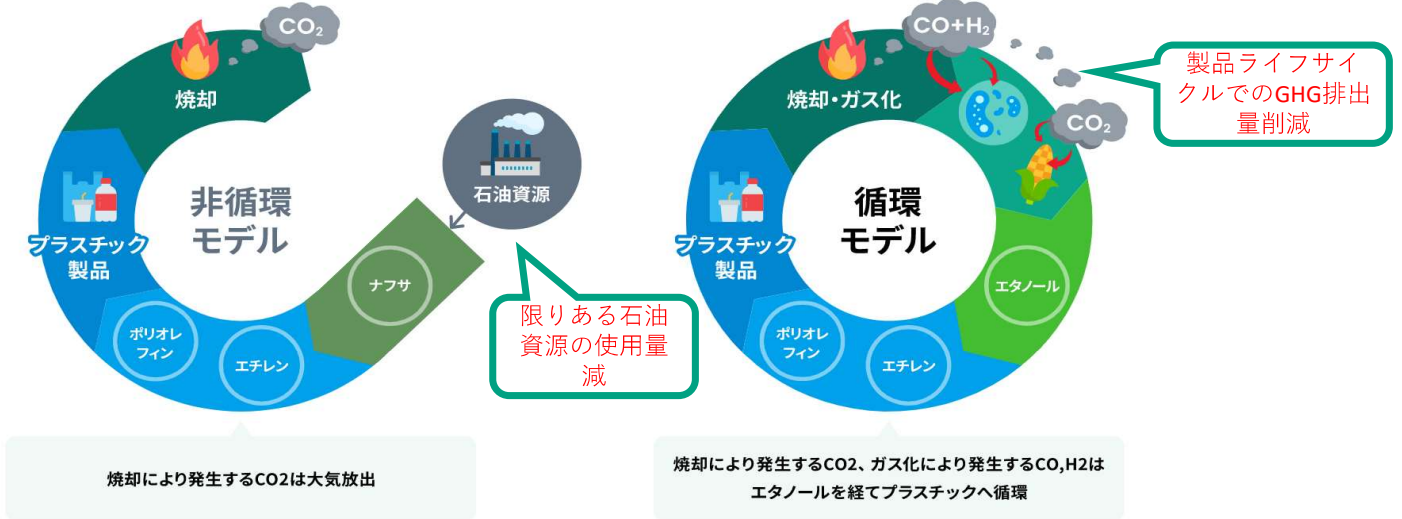 CO₂
焼却
石油資源
非循環
モデル
プラスチック
製品
ナフサ
ポリオレ
フィン
エチレン
限りある石油
資源の使用量
減
焼却により発生するCO2は大気放出
CO+H₂
焼却・ガス化
CO₂
製品ライフサイ
クルでのGHG排出
量削減
循環
モデル
プラスチック
製品
エタノール
ポリオレ
フィン
エチレン
焼却により発生するCO2、ガス化により発生するCO,H2は
エタノールを経てプラスチックへ循環